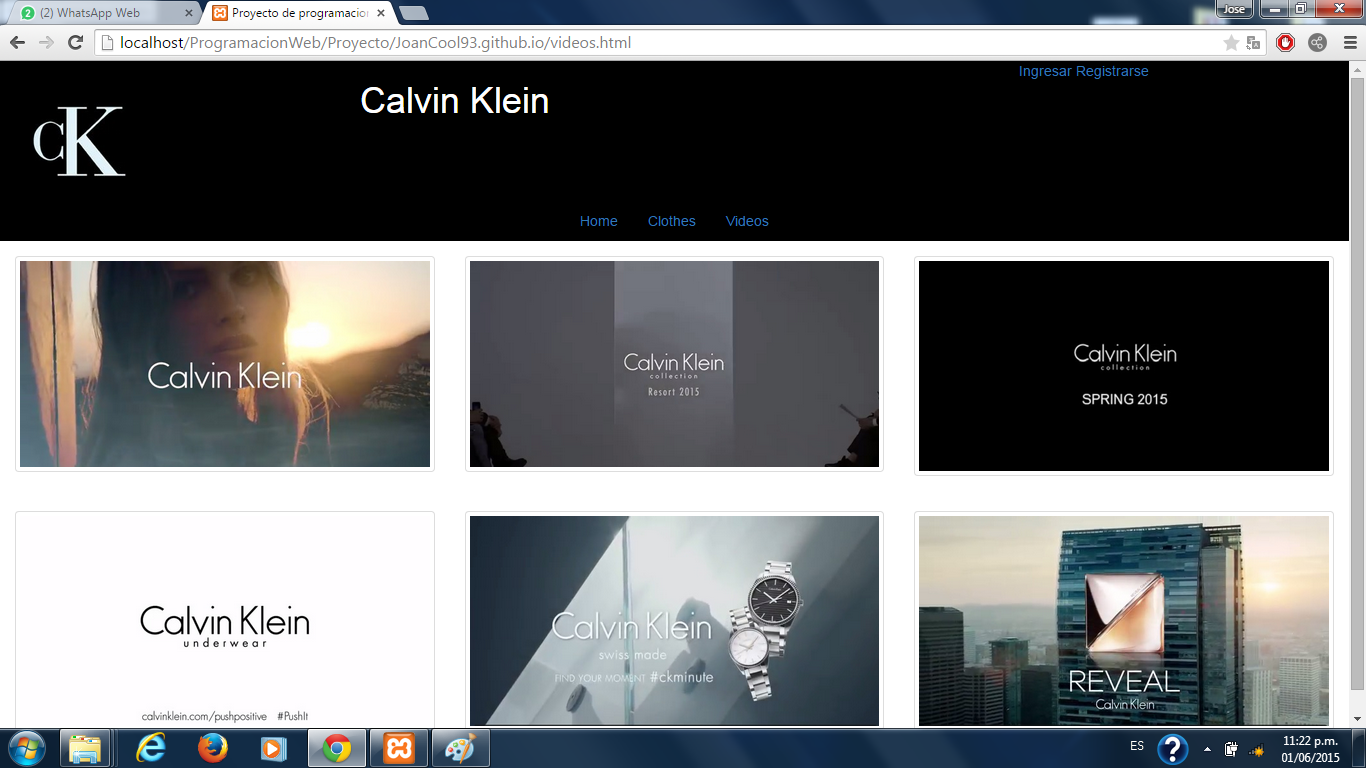 (2) WhatsApp Web
Proyecto de programacion
Jose
localhost/ProgramacionWeb/Proyecto/JoanCool93.github.io/videos.html
Ingresar Registrarse
Calvin Klein
cK
Home Clothes Videos
Calvin Klein
Calvin Klein
collection
Resort 2015
Calvin Klein
collection
SPRING 2015
Calvin Klein
underwear
calvinklein.com/pushpositive #PushIt
Calvin Klein
swiss made
FIND YOUR MOMENT #ckminute
REVEAL
Calvin Klein
ES
11:22 p.m.
01/06/2015